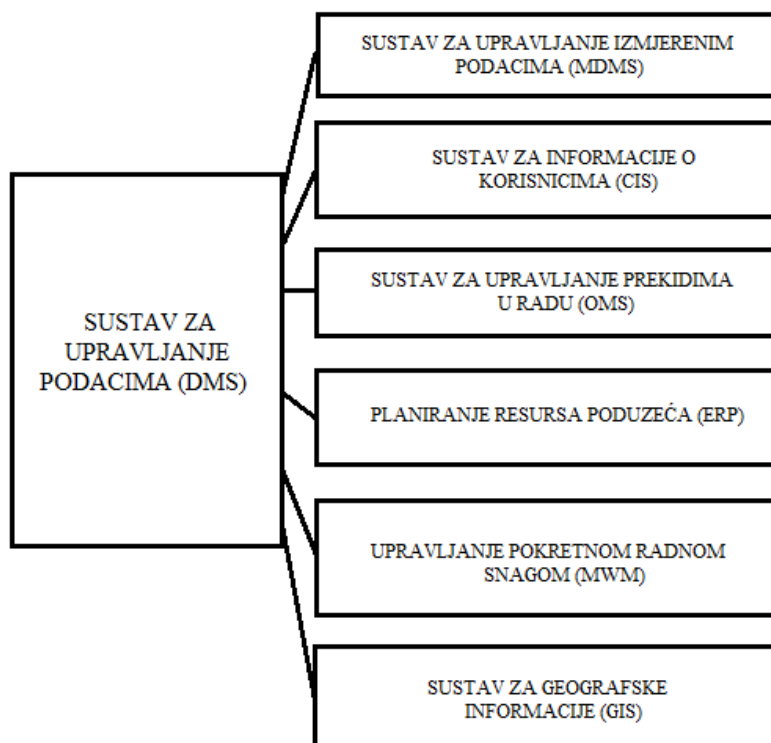 SUSTAV ZA UPRAVLJANJE IZMJERENIM
PODACIMA (MDMS)
SUSTAV ZA INFORMACIJE O
KORISNICIMA (CIS)
SUSTAV ZA UPRAVLJANJE PREKIDIMA
U RADU (OMS)
SUSTAV ZA
UPRAVLJANJE
PODACIMA (DMS)
PLANIRANJE RESURSA PODUZEĆA (ERP)
UPRAVLJANJE POKRETNOM RADNOM
SNAGOM (MWM)
SUSTAV ZA GEOGRAFSKE
INFORMACIJE (GIS)